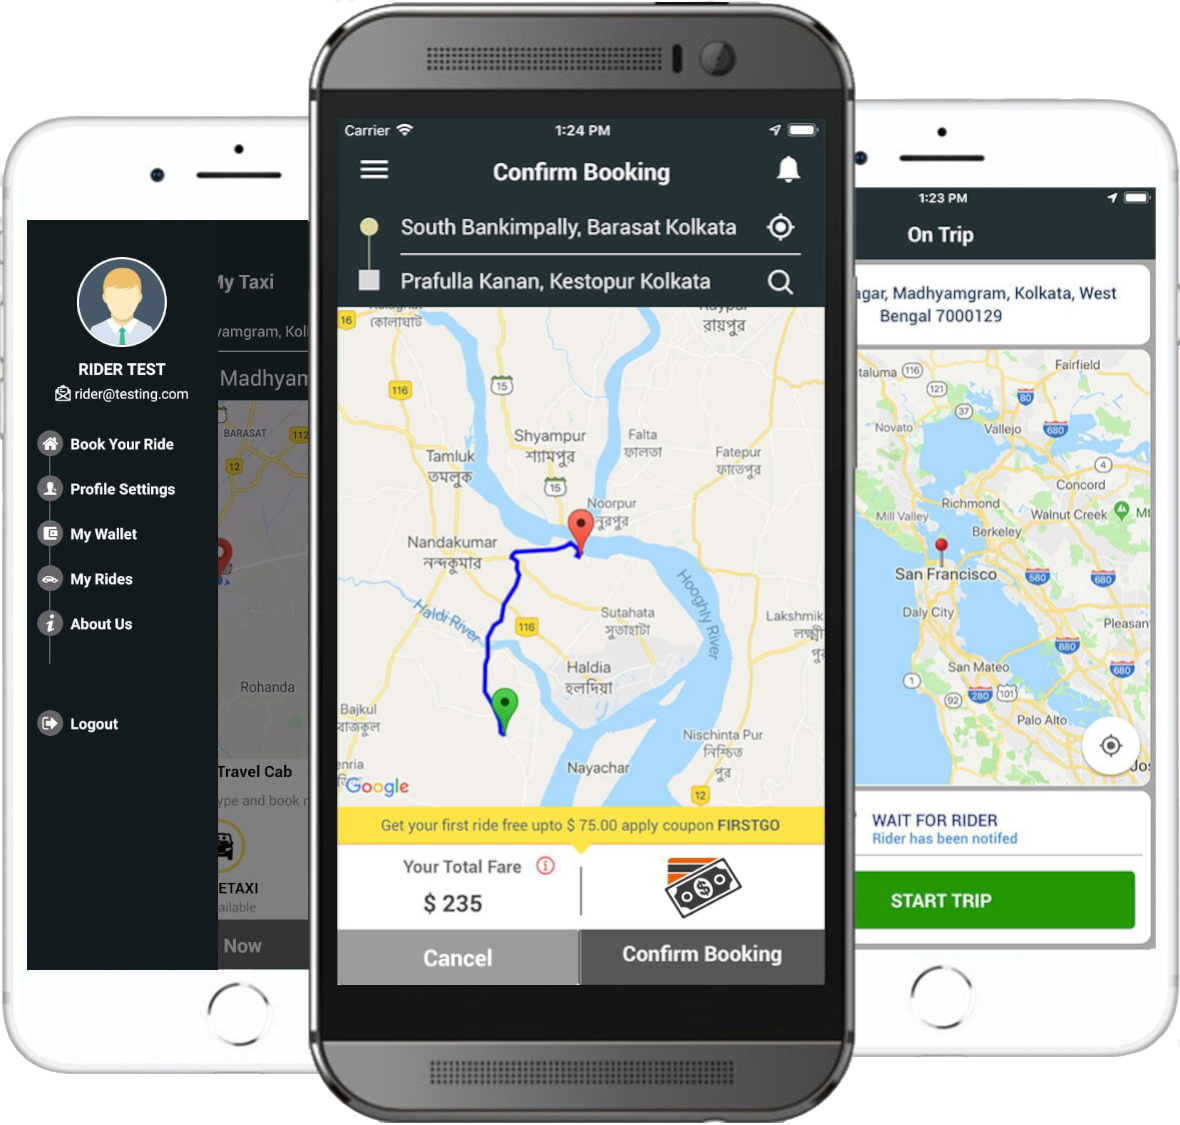 RIDER TEST
rider@testing.com
Book Your Ride
Profile Settings
My Wallet
My Rides
About Us
Logout
My Taxi
Madhyam
BARASAT
112
12
Rohanda
Travel Cab
ype and book
ETAXI
ailable
Now
Carrier
1:24 PM
Confirm Booking
South Bankimpally, Barasat Kolkata
Prafulla Kanan, Kestopur Kolkata
16
কোলাঘাট
রায়পুর
15
116
Shyampur
শ্যামপুর
Falta
ফালতা
Tamluk
তমলুক
Fatepur
ফাতেপুর
15
Noorpur
নুরপুর
Nandakumar
নন্দকুমার
Haldi River
Hooghly River
116
Sutahata
সুতাহাটা
Lakshmik
Haldia
হলদিয়া
Bajkul
বাজকুল
Nischinta Pur
নিশ্চিত
পুর
Nayachar
12
Google
Get your first ride free upto $ 75.00 apply coupon FIRSTGO
Your Total Fare
$ 235
Cancel
Confirm Booking
1:23 PM
On Trip
agar, Madhyamgram, Kolkata, West
Bengal 7000129
Fairfield
taluma
116
121
80
37
Novato
Vallejo
680
4
Concord
Richmond
Mill Valley
Walnut Creek
Mt
Berkeley
San Francisco
680
680
Daly City
Pleasan
880
San Mateo
680
1
92
280
101
Palo Alto
Jos
WAIT FOR RIDER
Rider has been notifed
START TRIP